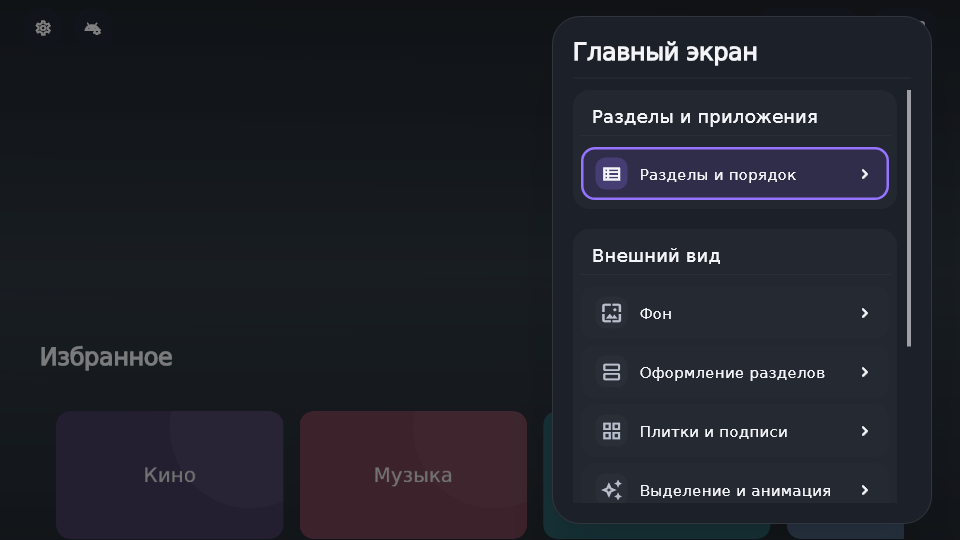 Главный экран
Разделы и приложения
Разделы и порядок
Внешний вид
Фон
Оформление разделов
Плитки и подписи
Выделение и анимация
Избранное
Кино
Музыка